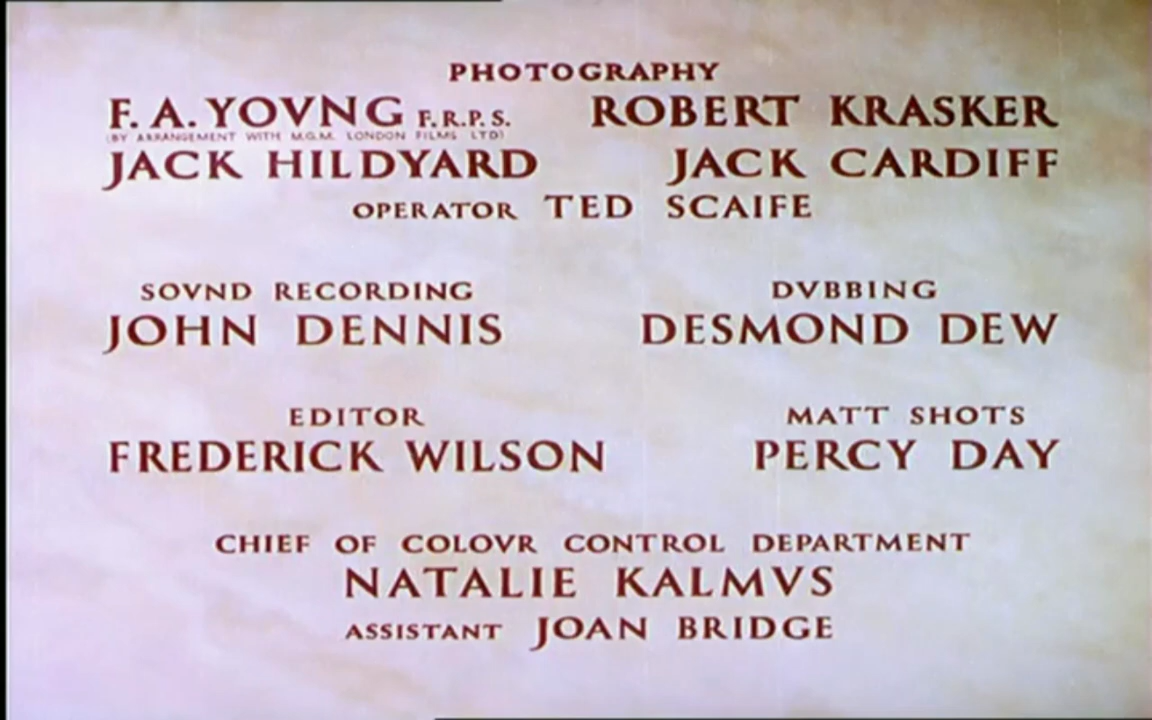 PHOTOGRAPHY
F. A. YOVNG F.R.P.S. ROBERT KRASKER
(BY ARRANGEMENT WITH M.G.M. LONDON FILMS LTD)
JACK HILDYARD JACK CARDIFF
OPERATOR TED SCAIFE
SOVND RECORDING DVBBING
JOHN DENNIS DESMOND DEW
EDITOR MATT SHOTS
FREDERICK WILSON PERCY DAY
CHIEF OF COLOVR CONTROL DEPARTMENT
NATALIE KALMVS
ASSISTANT JOAN BRIDGE